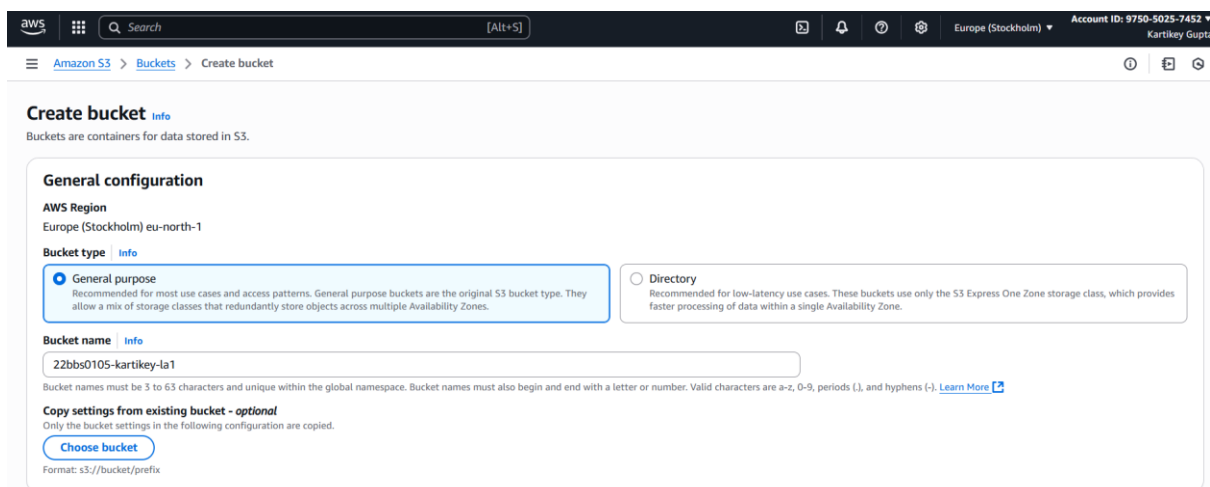 aws
Search [Alt+S]
Europe (Stockholm)
Account ID: 9750-5025-7452
Kartikey Gupta
Amazon S3 > Buckets > Create bucket
Create bucket Info
Buckets are containers for data stored in S3.
General configuration
AWS Region
Europe (Stockholm) eu-north-1
Bucket type Info
General purpose
Recommended for most use cases and access patterns. General purpose buckets are the original S3 bucket type. They
allow a mix of storage classes that redundantly store objects across multiple Availability Zones.
Directory
Recommended for low-latency use cases. These buckets use only the S3 Express One Zone storage class, which provides
faster processing of data within a single Availability Zone.
Bucket name Info
22bbs0105-kartikey-la1
Bucket names must be 3 to 63 characters and unique within the global namespace. Bucket names must also begin and end with a letter or number. Valid characters are a-z, 0-9, periods (.), and hyphens (-). Learn More
Copy settings from existing bucket - optional
Only the bucket settings in the following configuration are copied.
Choose bucket
Format: s3://bucket/prefix